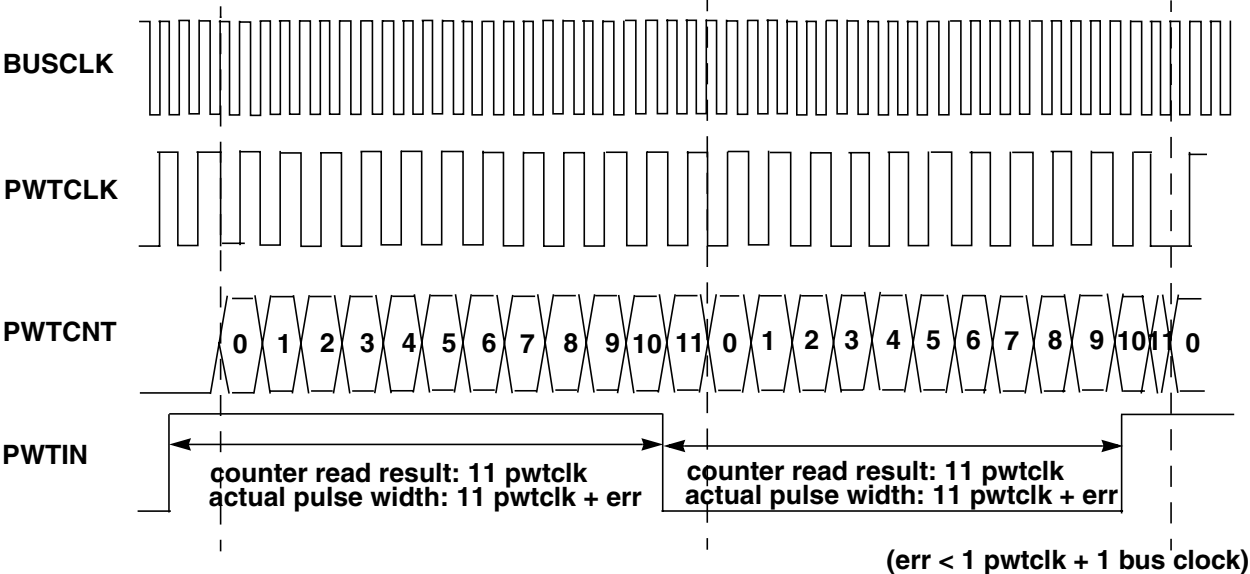 BUSCLK
PWTCLK
PWTCNT 0 1 2 3 4 5 6 7 8 9 10 11 0 1 2 3 4 5 6 7 8 9 10 11 0
PWTIN
counter read result: 11 pwtclk
actual pulse width: 11 pwtclk + err
counter read result: 11 pwtclk
actual pulse width: 11 pwtclk + err
(err < 1 pwtclk + 1 bus clock)